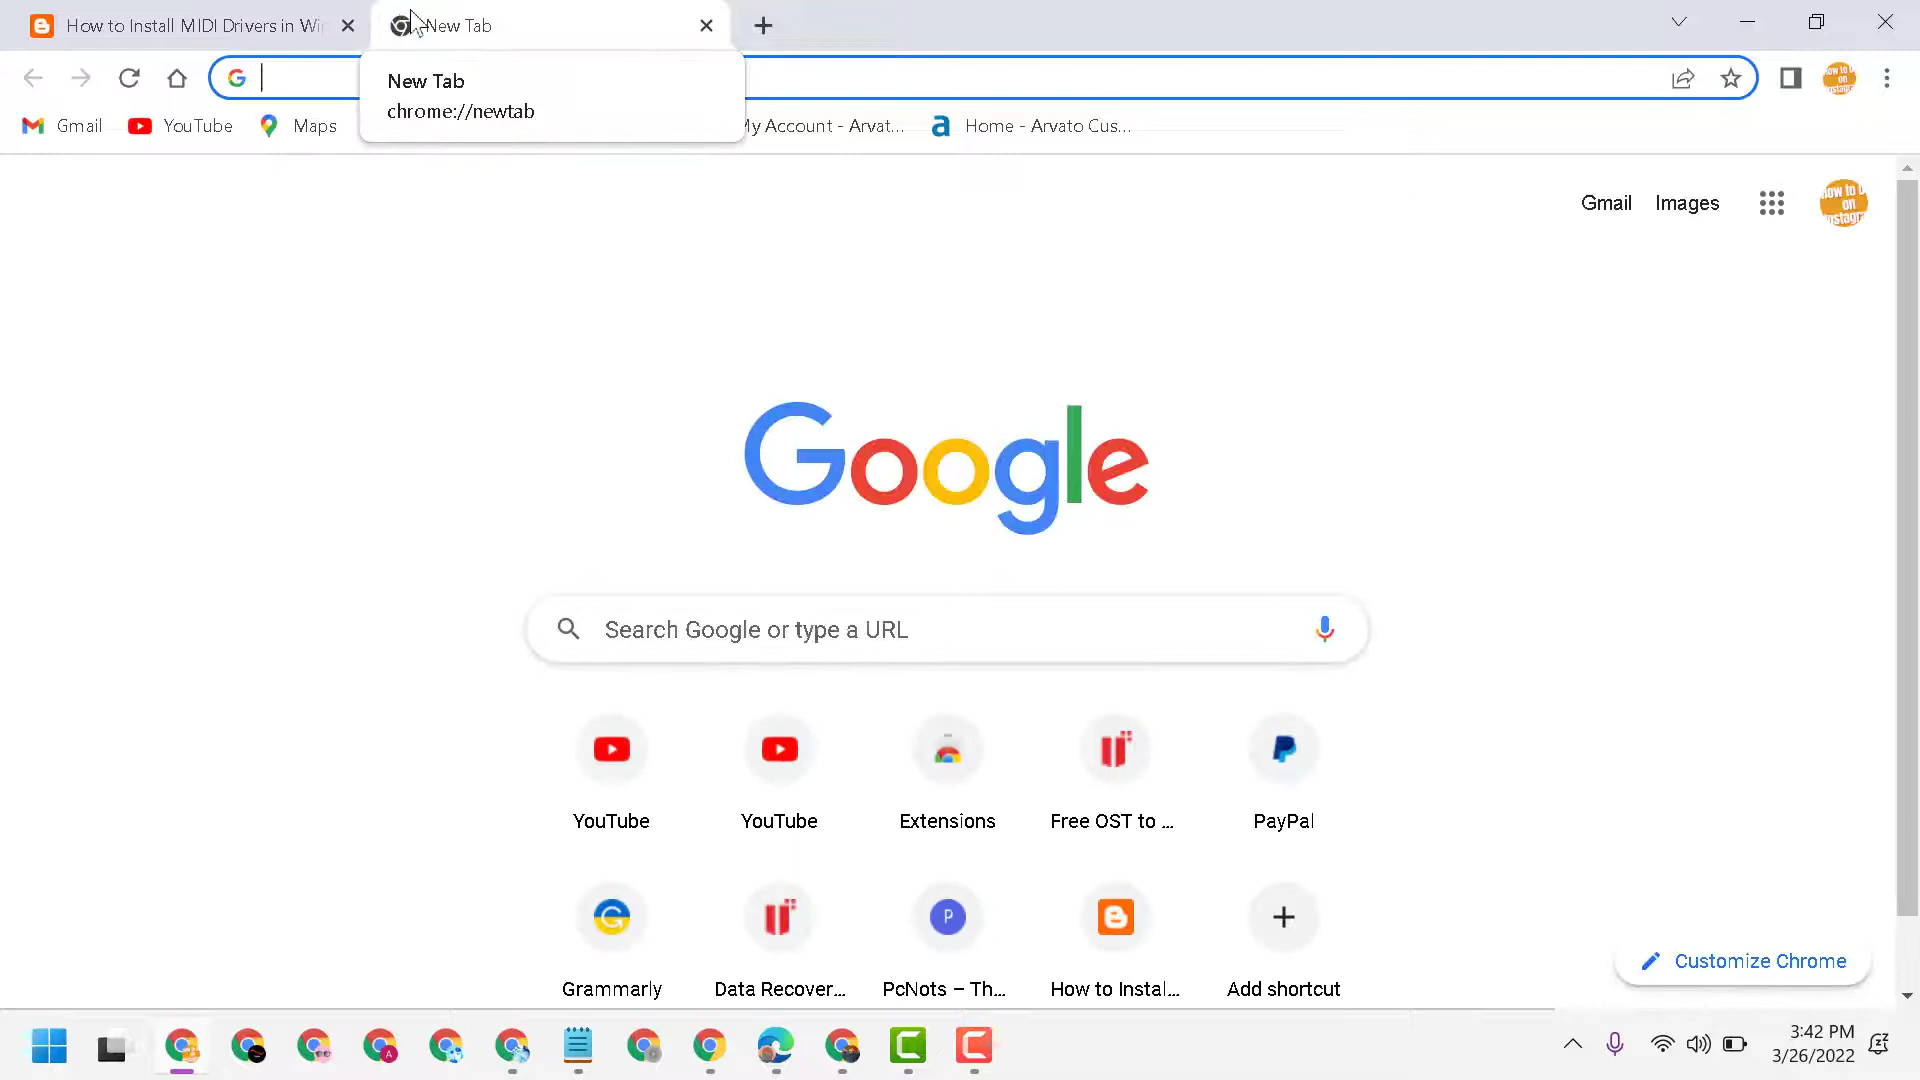 How to Install MIDI Drivers in Wi
New Tab
New Tab
chrome://newtab
Gmail
YouTube
Maps
My Account - Arvat...
Home - Arvato Cus...
Gmail
Images
Google
Search Google or type a URL
YouTube
YouTube
Extensions
Free OST to ...
PayPal
Grammarly
Data Recover...
PcNots – Th...
How to Instal...
Add shortcut
Customize Chrome
3:42 PM
3/26/2022